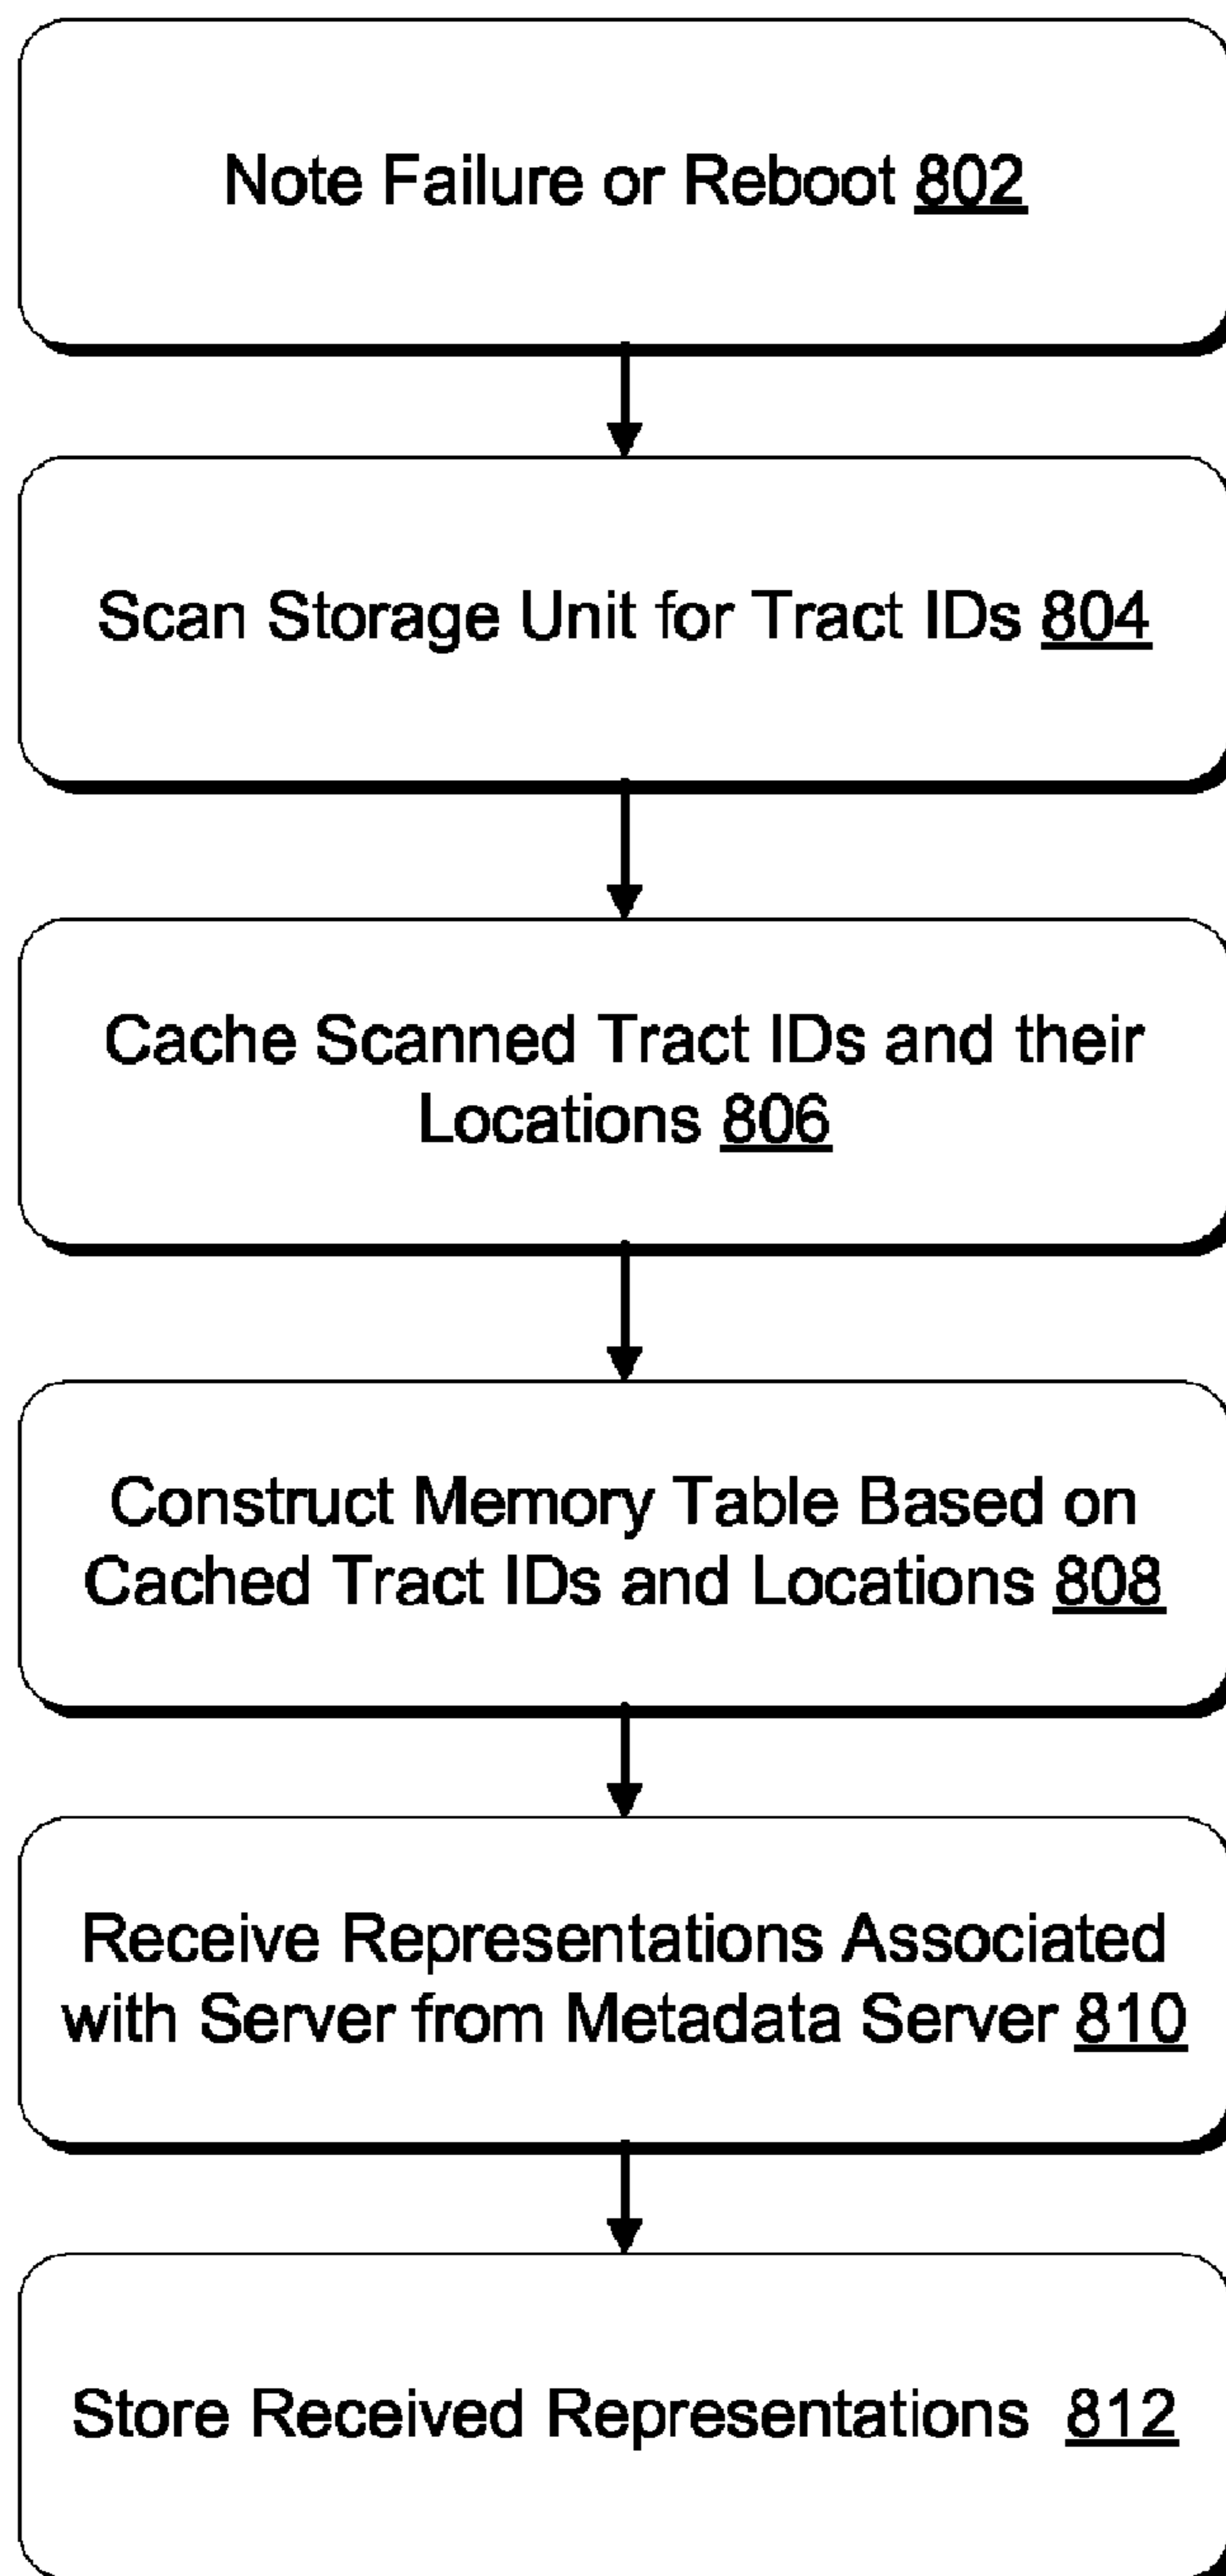 Note Failure or Reboot 802
Scan Storage Unit for Tract IDs 804
Cache Scanned Tract IDs and their
Locations 806
Construct Memory Table Based on
Cached Tract IDs and Locations 808
Receive Representations Associated
with Server from Metadata Server 810
Store Received Representations 812